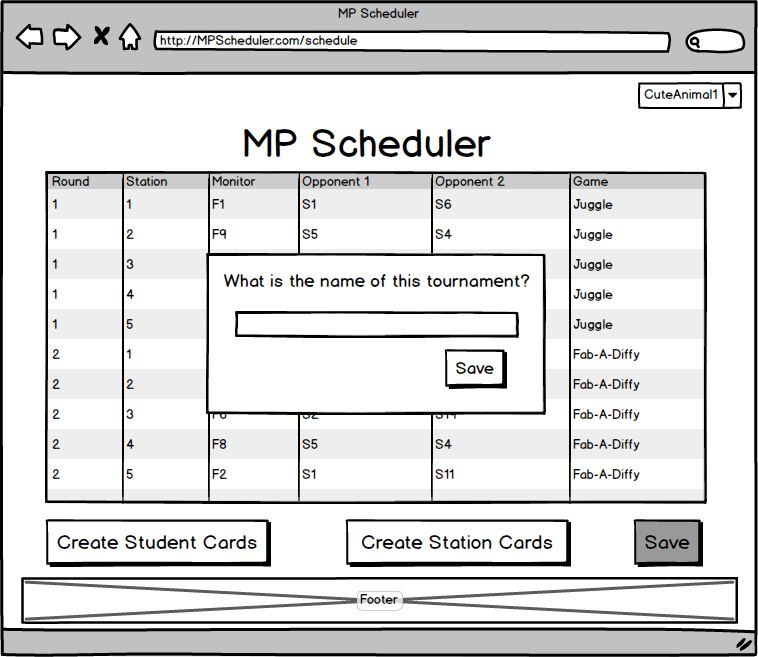 MP Scheduler
http://MPScheduler.com/schedule
CuteAnimal1
MP Scheduler
Round Station Monitor Opponent 1 Opponent 2 Game
1 1 F1 S1 S6 Juggle
1 2 F9 S5 S4 Juggle
1 3 Juggle
1 4 Juggle
1 5 Juggle
2 1 Fab-A-Diffy
2 2 Fab-A-Diffy
2 3 Fab-A-Diffy
2 4 F8 S5 S4 Fab-A-Diffy
2 5 F2 S1 S11 Fab-A-Diffy
What is the name of this tournament?
Save
Create Student Cards Create Station Cards Save
Footer